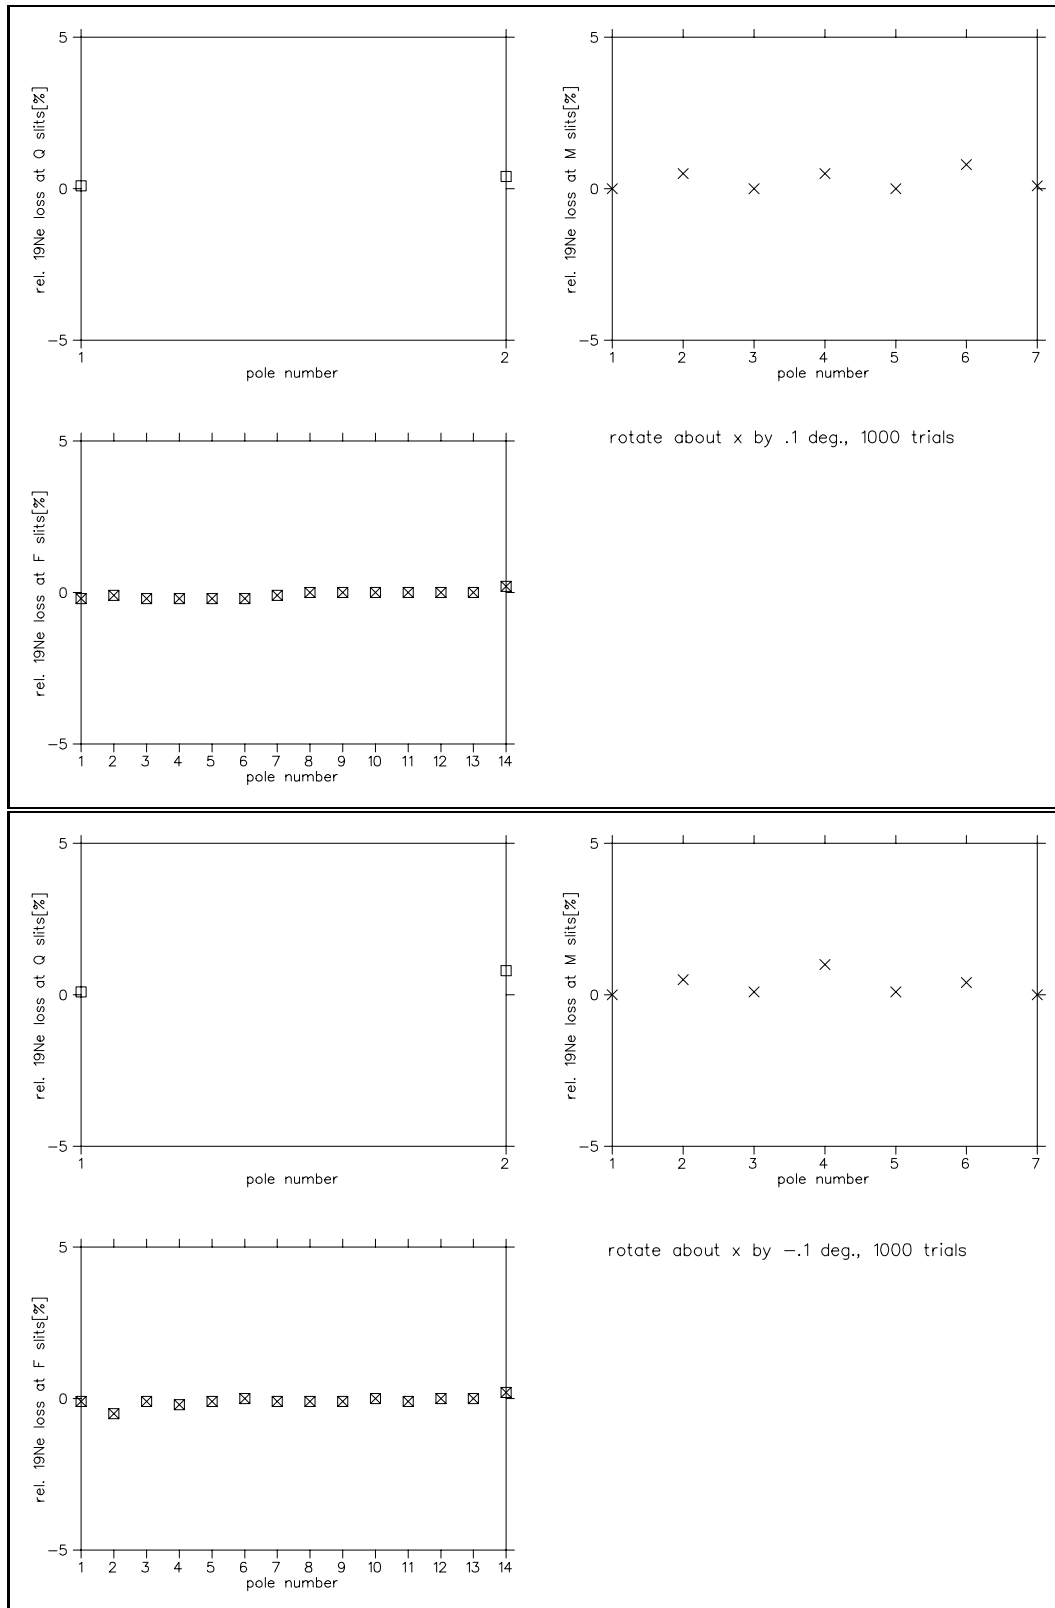 5
0
−5
rel. 19Ne loss at Q slits[%]
1 2
pole number
5
0
−5
rel. 19Ne loss at M slits[%]
1 2 3 4 5 6 7
pole number
5
0
−5
rel. 19Ne loss at F slits[%]
1 2 3 4 5 6 7 8 9 10 11 12 13 14
pole number
rotate about x by .1 deg., 1000 trials
5
0
−5
rel. 19Ne loss at Q slits[%]
1 2
pole number
5
0
−5
rel. 19Ne loss at M slits[%]
1 2 3 4 5 6 7
pole number
5
0
−5
rel. 19Ne loss at F slits[%]
1 2 3 4 5 6 7 8 9 10 11 12 13 14
pole number
rotate about x by −.1 deg., 1000 trials